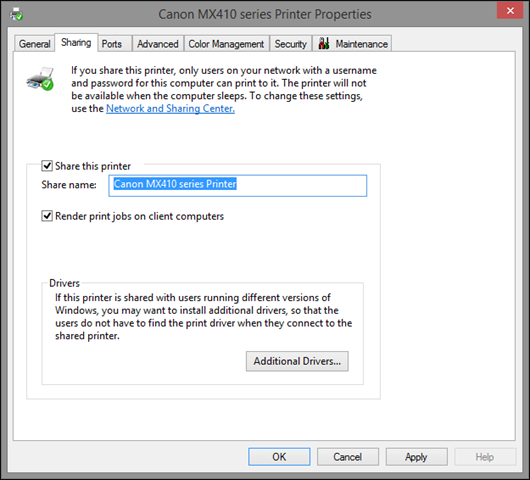 Canon MX410 series Printer Properties
General Sharing Ports Advanced Color Management Security Maintenance
If you share this printer, only users on your network with a username
and password for this computer can print to it. The printer will not
be available when the computer sleeps. To change these settings,
use the Network and Sharing Center.
Share this printer
Share name: Canon MX410 series Printer
Render print jobs on client computers
Drivers
If this printer is shared with users running different versions of
Windows, you may want to install additional drivers, so that the
users do not have to find the print driver when they connect to the
shared printer.
Additional Drivers...
OK Cancel Apply Help